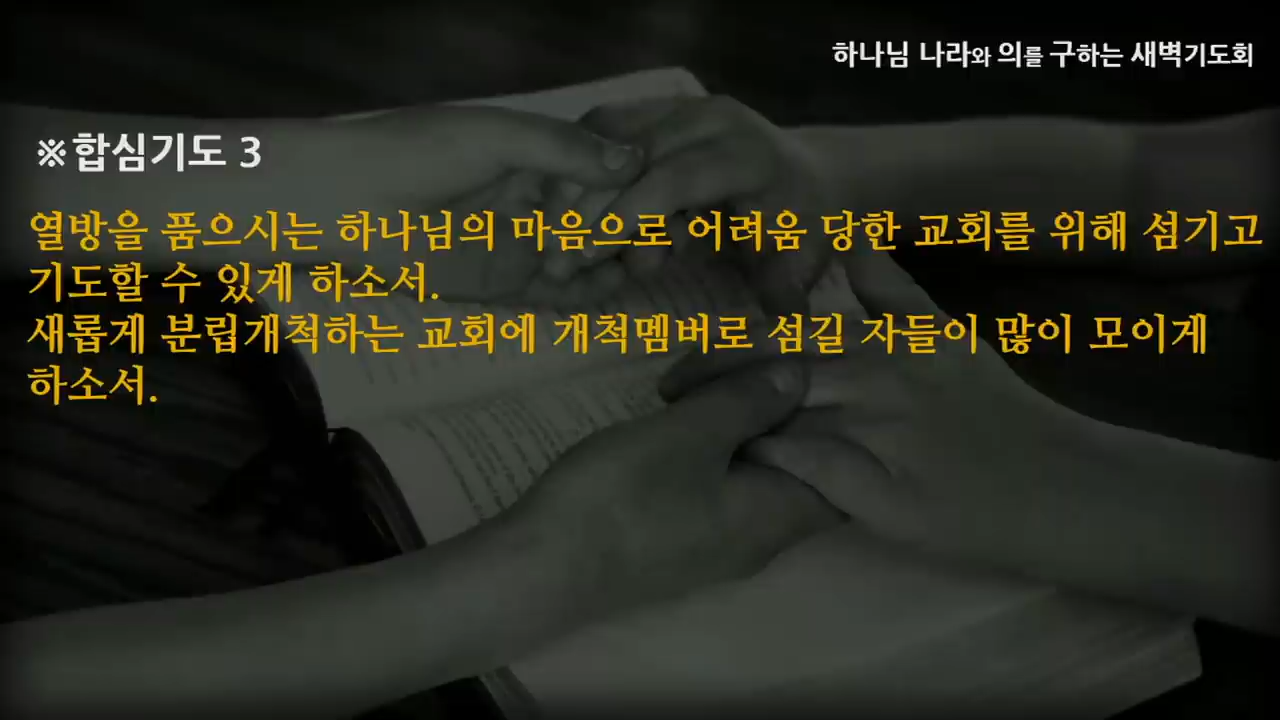 하나님 나라와 의를 구하는 새벽기도회
※합심기도 3
열방을 품으시는 하나님의 마음으로 어려움 당한 교회를 위해 섬기고
기도할 수 있게 하소서.
새롭게 분립개척하는 교회에 개척멤버로 섬길 자들이 많이 모이게
하소서.